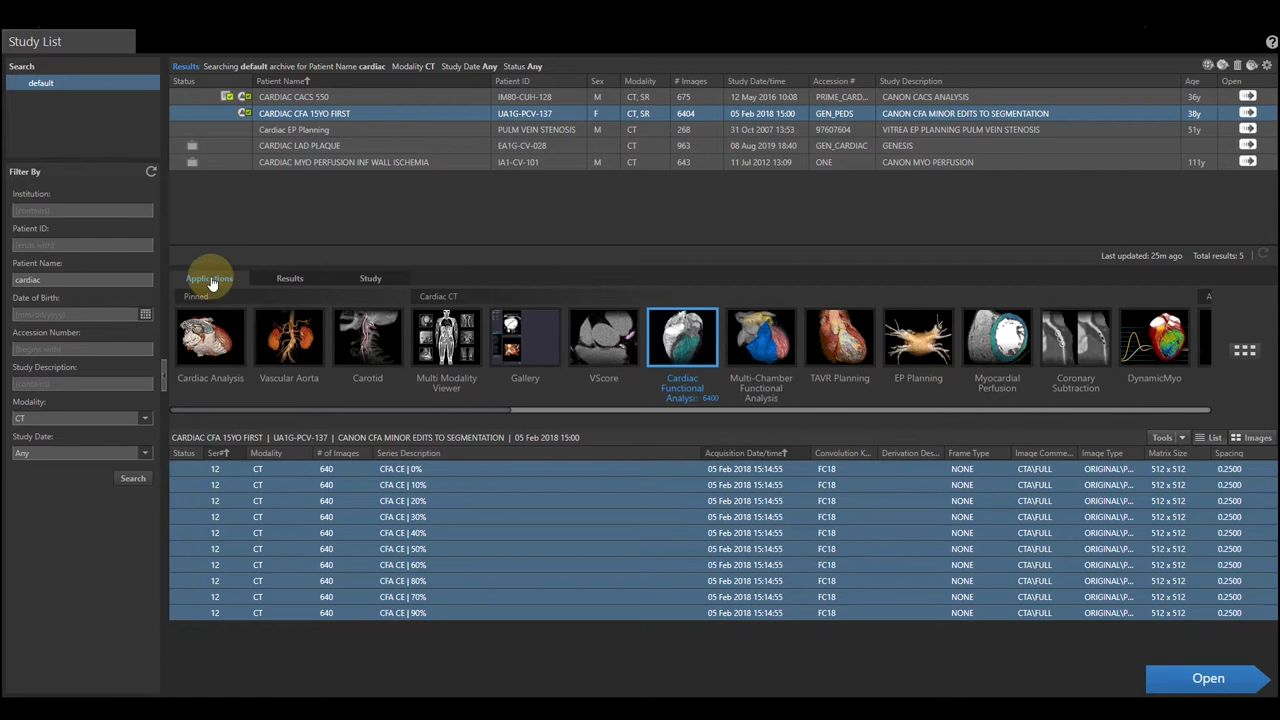 Study List
Search
default
Results Searching default archive for Patient Name cardiac Modality CT Study Date Any Status Any
Status Patient Name Patient ID Sex Modality # Images Study Date/time Accession # Study Description Age Open
CARDIAC CACS 550 IM80-CUH-128 M CT, SR 675 12 May 2016 10:08 PRIME_CARD... CANON CACS ANALYSIS 36y
CARDIAC CFA 15YO FIRST UA1G-PCV-137 F CT, SR 6404 05 Feb 2018 15:00 GEN_PEDS CANON CFA MINOR EDITS TO SEGMENTATION 38y
Cardiac EP Planning PULM VEIN STENOSIS M CT 268 31 Oct 2007 13:53 97607604 VITREA EP PLANNING PULM VEIN STENOSIS 51y
CARDIAC LAD PLAQUE EA1G-CV-028 CT 963 08 Aug 2019 18:40 GEN_CARDIAC GENESIS
CARDIAC MYO PERFUSION INF WALL ISCHEMIA IA1-CV-101 M CT 643 11 Jul 2012 13:09 ONE CANON MYO PERFUSION 111y
Filter By
Institution:
(contains)
Patient ID:
(ends with)
Patient Name:
cardiac
Date of Birth:
(mm/dd/yyyy)
Accession Number:
(begins with)
Study Description:
(contains)
Modality:
CT
Study Date:
Any
Search
Last updated: 25m ago Total results: 5
Applications Results Study
Pinned Cardiac CT A
Cardiac Analysis
Vascular Aorta
Carotid
Multi Modality Viewer
Gallery
VScore
Cardiac Functional Analysis 6400
Multi-Chamber Functional Analysis
TAVR Planning
EP Planning
Myocardial Perfusion
Coronary Subtraction
DynamicMyo
CARDIAC CFA 15YO FIRST | UA1G-PCV-137 | CANON CFA MINOR EDITS TO SEGMENTATION | 05 Feb 2018 15:00 Tools List Images
Status Ser# Modality # of Images Series Description Acquisition Date/time Convolution K... Derivation Des... Frame Type Image Comme... Image Type Matrix Size Spacing
12 CT 640 CFA CE | 0% 05 Feb 2018 15:14:55 FC18 NONE CTA\FULL ORIGINAL\P... 512 x 512 0.2500
12 CT 640 CFA CE | 10% 05 Feb 2018 15:14:55 FC18 NONE CTA\FULL ORIGINAL\P... 512 x 512 0.2500
12 CT 640 CFA CE | 20% 05 Feb 2018 15:14:55 FC18 NONE CTA\FULL ORIGINAL\P... 512 x 512 0.2500
12 CT 640 CFA CE | 30% 05 Feb 2018 15:14:55 FC18 NONE CTA\FULL ORIGINAL\P... 512 x 512 0.2500
12 CT 640 CFA CE | 40% 05 Feb 2018 15:14:55 FC18 NONE CTA\FULL ORIGINAL\P... 512 x 512 0.2500
12 CT 640 CFA CE | 50% 05 Feb 2018 15:14:55 FC18 NONE CTA\FULL ORIGINAL\P... 512 x 512 0.2500
12 CT 640 CFA CE | 60% 05 Feb 2018 15:14:55 FC18 NONE CTA\FULL ORIGINAL\P... 512 x 512 0.2500
12 CT 640 CFA CE | 80% 05 Feb 2018 15:14:55 FC18 NONE CTA\FULL ORIGINAL\P... 512 x 512 0.2500
12 CT 640 CFA CE | 70% 05 Feb 2018 15:14:55 FC18 NONE CTA\FULL ORIGINAL\P... 512 x 512 0.2500
12 CT 640 CFA CE | 90% 05 Feb 2018 15:14:55 FC18 NONE CTA\FULL ORIGINAL\P... 512 x 512 0.2500
Open